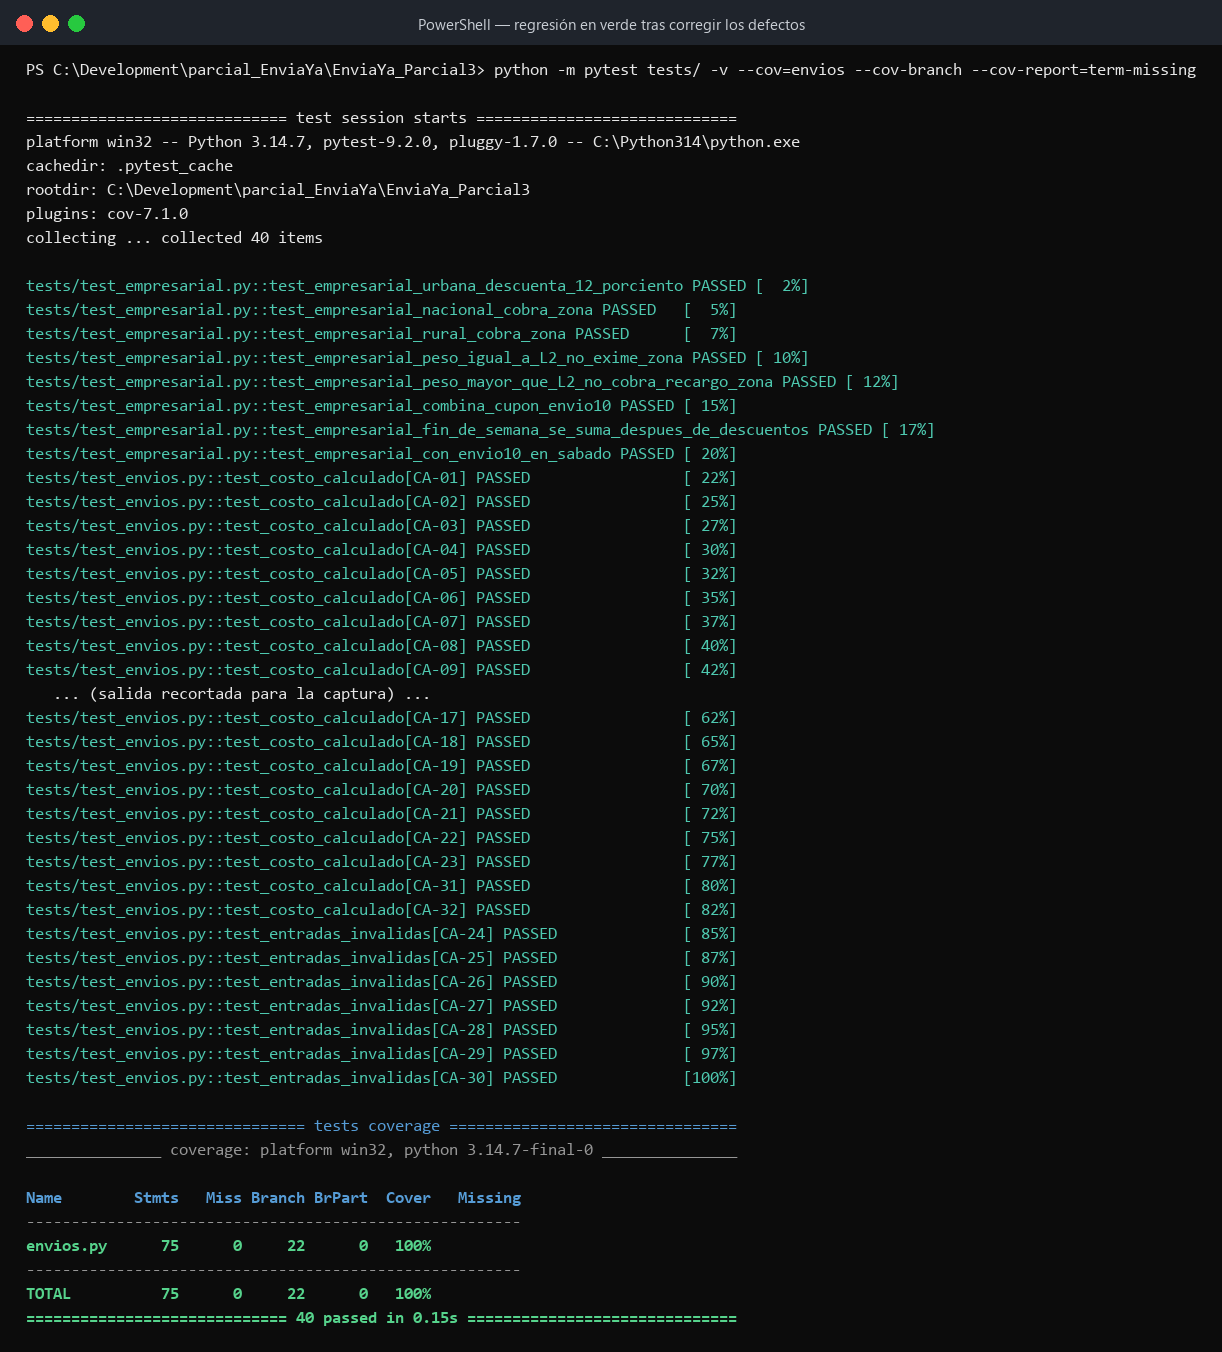 PowerShell — regresión en verde tras corregir los defectos
PS C:\Development\parcial_EnviaYa\EnviaYa_Parcial3> python -m pytest tests/ -v --cov=envios --cov-branch --cov-report=term-missing
============================= test session starts =============================
platform win32 -- Python 3.14.7, pytest-9.2.0, pluggy-1.7.0 -- C:\Python314\python.exe
cachedir: .pytest_cache
rootdir: C:\Development\parcial_EnviaYa\EnviaYa_Parcial3
plugins: cov-7.1.0
collecting ... collected 40 items
tests/test_empresarial.py::test_empresarial_urbana_descuenta_12_porciento PASSED [  2%]
tests/test_empresarial.py::test_empresarial_nacional_cobra_zona PASSED   [  5%]
tests/test_empresarial.py::test_empresarial_rural_cobra_zona PASSED      [  7%]
tests/test_empresarial.py::test_empresarial_peso_igual_a_L2_no_exime_zona PASSED [ 10%]
tests/test_empresarial.py::test_empresarial_peso_mayor_que_L2_no_cobra_recargo_zona PASSED [ 12%]
tests/test_empresarial.py::test_empresarial_combina_cupon_envio10 PASSED [ 15%]
tests/test_empresarial.py::test_empresarial_fin_de_semana_se_suma_despues_de_descuentos PASSED [ 17%]
tests/test_empresarial.py::test_empresarial_con_envio10_en_sabado PASSED [ 20%]
tests/test_envios.py::test_costo_calculado[CA-01] PASSED                 [ 22%]
tests/test_envios.py::test_costo_calculado[CA-02] PASSED                 [ 25%]
tests/test_envios.py::test_costo_calculado[CA-03] PASSED                 [ 27%]
tests/test_envios.py::test_costo_calculado[CA-04] PASSED                 [ 30%]
tests/test_envios.py::test_costo_calculado[CA-05] PASSED                 [ 32%]
tests/test_envios.py::test_costo_calculado[CA-06] PASSED                 [ 35%]
tests/test_envios.py::test_costo_calculado[CA-07] PASSED                 [ 37%]
tests/test_envios.py::test_costo_calculado[CA-08] PASSED                 [ 40%]
tests/test_envios.py::test_costo_calculado[CA-09] PASSED                 [ 42%]
... (salida recortada para la captura) ...
tests/test_envios.py::test_costo_calculado[CA-17] PASSED                 [ 62%]
tests/test_envios.py::test_costo_calculado[CA-18] PASSED                 [ 65%]
tests/test_envios.py::test_costo_calculado[CA-19] PASSED                 [ 67%]
tests/test_envios.py::test_costo_calculado[CA-20] PASSED                 [ 70%]
tests/test_envios.py::test_costo_calculado[CA-21] PASSED                 [ 72%]
tests/test_envios.py::test_costo_calculado[CA-22] PASSED                 [ 75%]
tests/test_envios.py::test_costo_calculado[CA-23] PASSED                 [ 77%]
tests/test_envios.py::test_costo_calculado[CA-31] PASSED                 [ 80%]
tests/test_envios.py::test_costo_calculado[CA-32] PASSED                 [ 82%]
tests/test_envios.py::test_entradas_invalidas[CA-24] PASSED              [ 85%]
tests/test_envios.py::test_entradas_invalidas[CA-25] PASSED              [ 87%]
tests/test_envios.py::test_entradas_invalidas[CA-26] PASSED              [ 90%]
tests/test_envios.py::test_entradas_invalidas[CA-27] PASSED              [ 92%]
tests/test_envios.py::test_entradas_invalidas[CA-28] PASSED              [ 95%]
tests/test_envios.py::test_entradas_invalidas[CA-29] PASSED              [ 97%]
tests/test_envios.py::test_entradas_invalidas[CA-30] PASSED              [100%]
=============================== tests coverage ================================
_______________ coverage: platform win32, python 3.14.7-final-0 _______________
Name        Stmts   Miss Branch BrPart  Cover   Missing
-------------------------------------------------------
envios.py      75      0     22      0   100%
-------------------------------------------------------
TOTAL          75      0     22      0   100%
============================= 40 passed in 0.15s ==============================